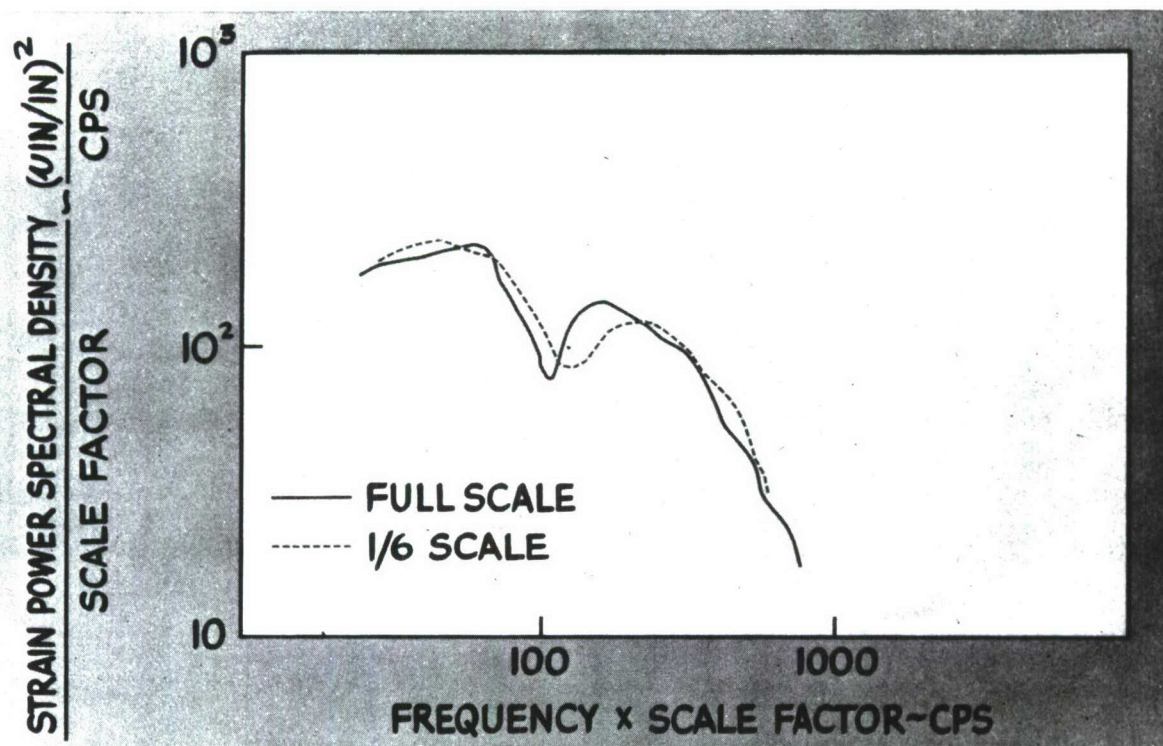 STRAIN POWER SPECTRAL DENSITY ~ (υIN/IN)²
SCALE FACTOR CPS
10³
10²
10
FULL SCALE
1/6 SCALE
100 1000
FREQUENCY X SCALE FACTOR~CPS